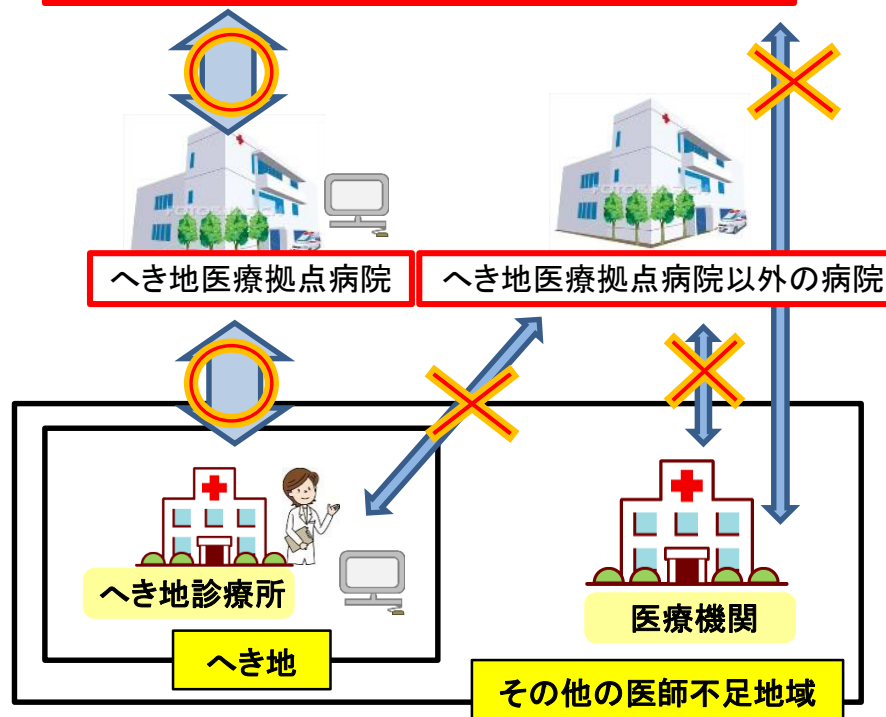 へき地医療拠点病院
へき地医療拠点病院以外の病院
へき地診療所
医療機関
へき地
その他の医師不足地域